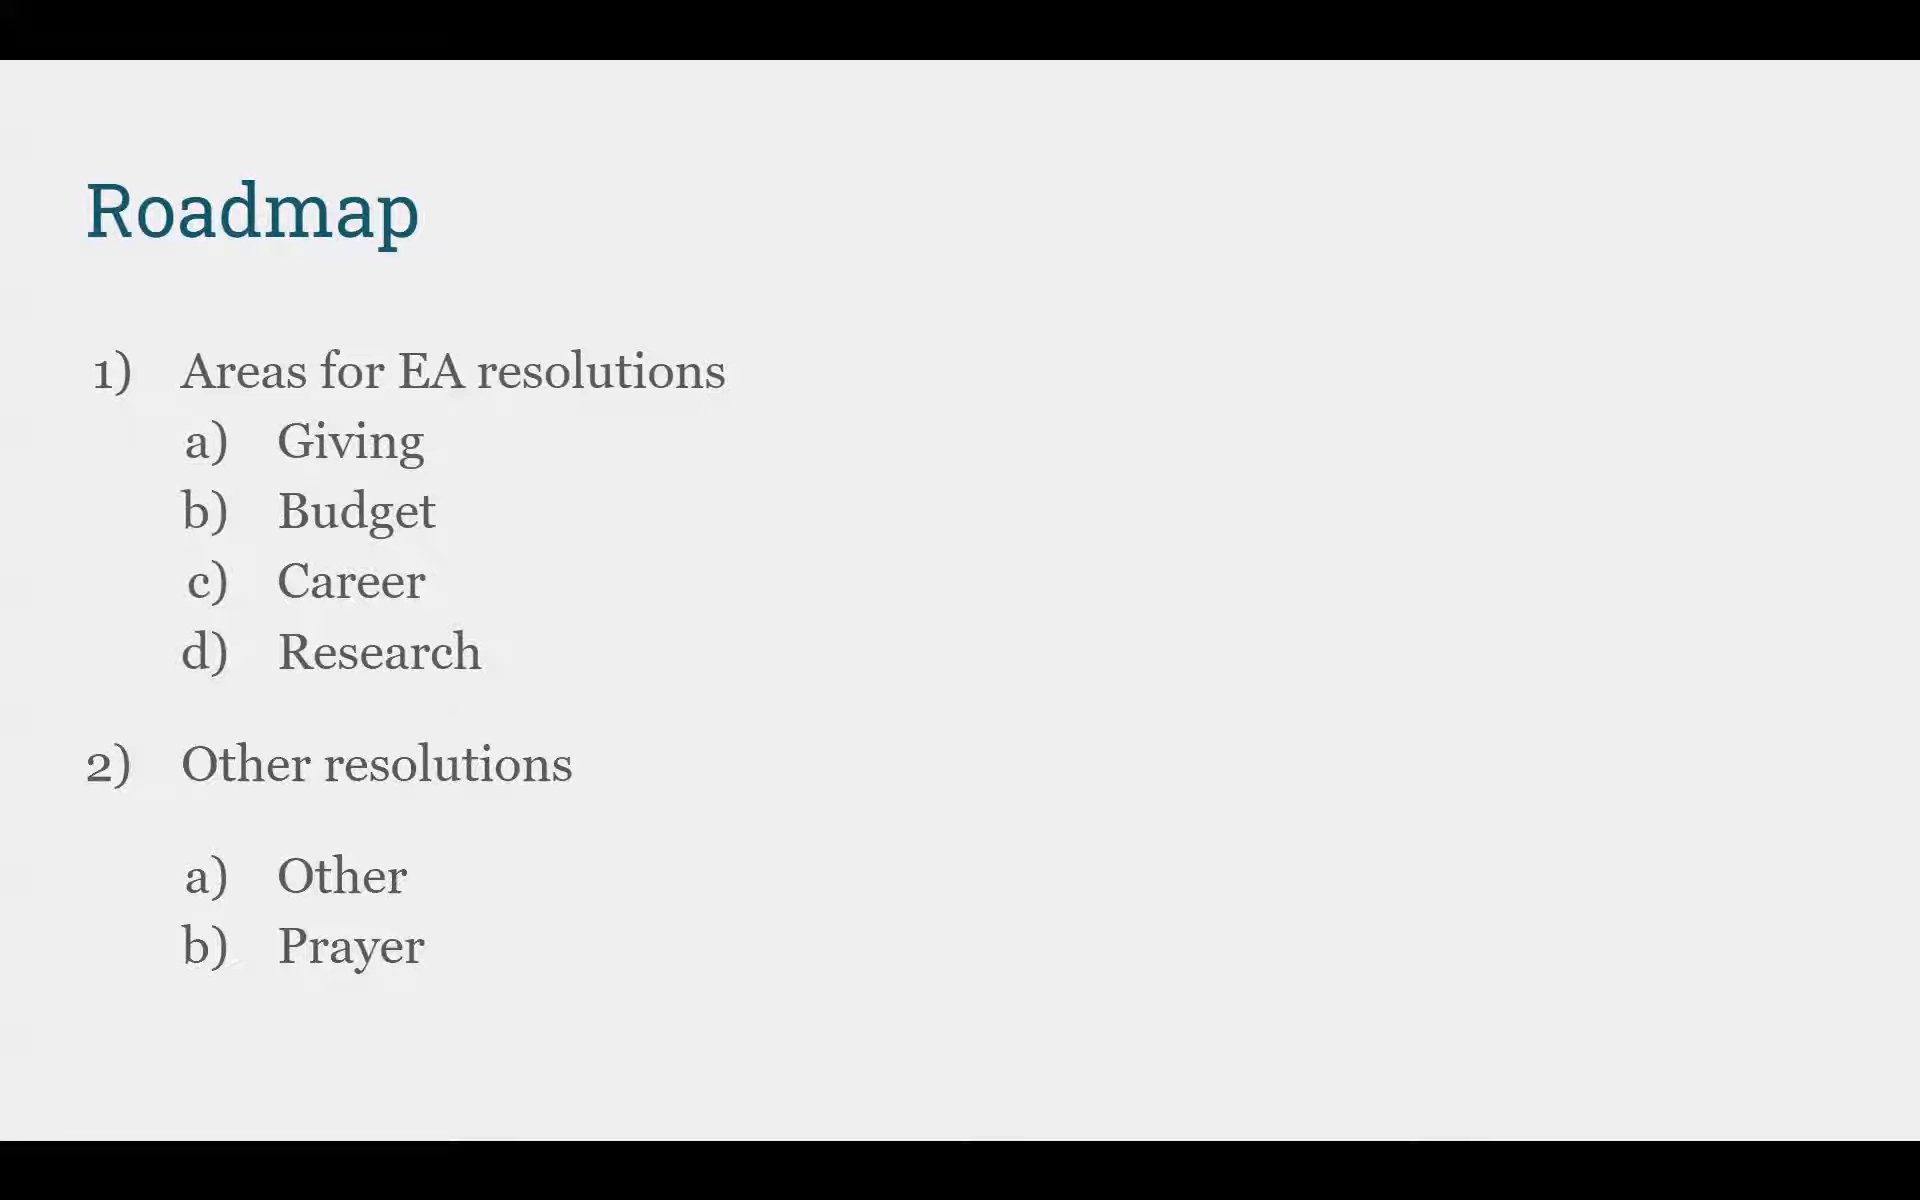 Roadmap
1) Areas for EA resolutions
a) Giving
b) Budget
c) Career
d) Research
2) Other resolutions
a) Other
b) Prayer